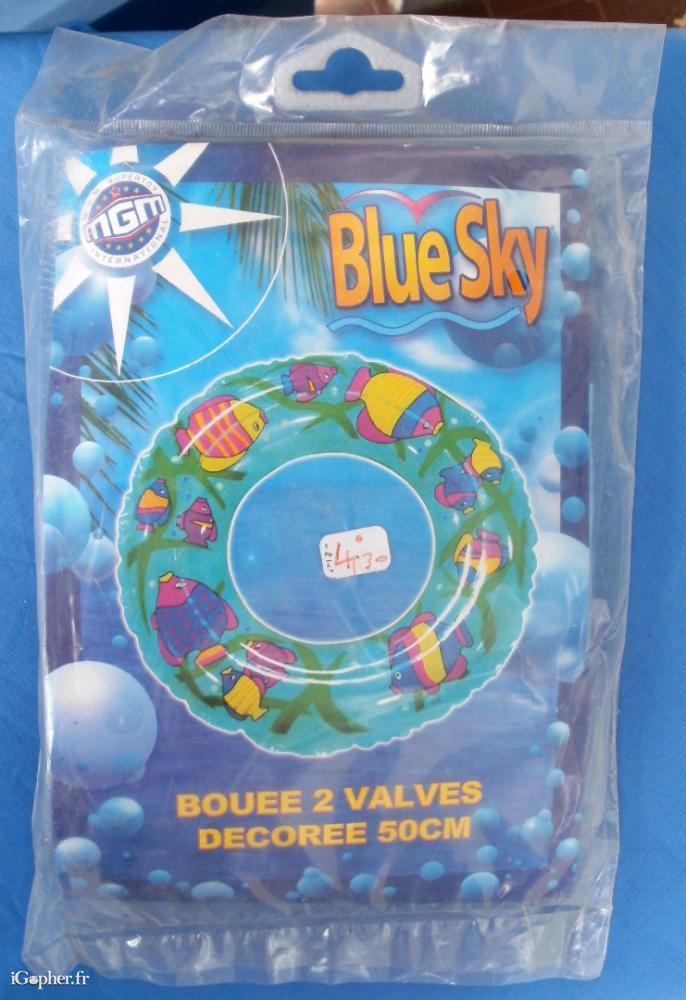 M.G.M SUPERTOY
MGM
INTERNATIONAL
Blue Sky
4,30
BOUEE 2 VALVES
DECOREE 50CM
iGopher.fr